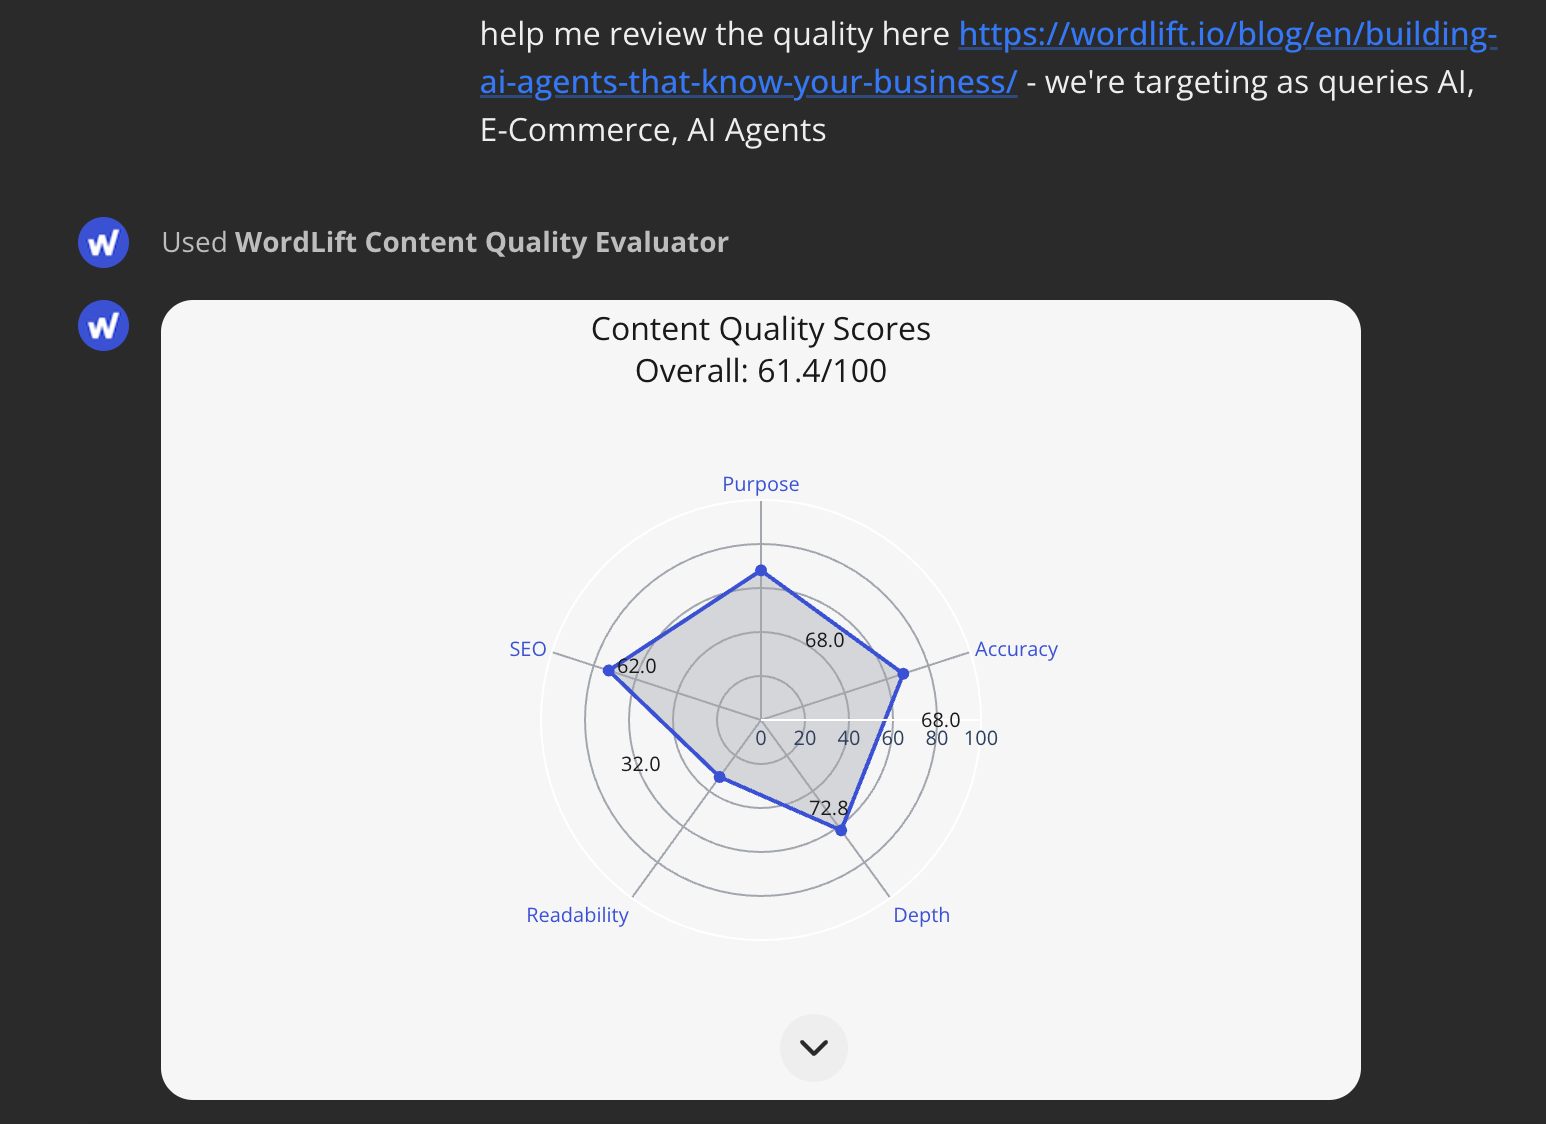 help me review the quality here https://wordlift.io/blog/en/building-
ai-agents-that-know-your-business/ - we're targeting as queries AI,
E-Commerce, AI Agents
Used WordLift Content Quality Evaluator
Content Quality Scores
Overall: 61.4/100
Purpose
68.0
SEO
62.0
Accuracy
68.0
0 20 40 60 80 100
32.0
72.8
Readability
Depth